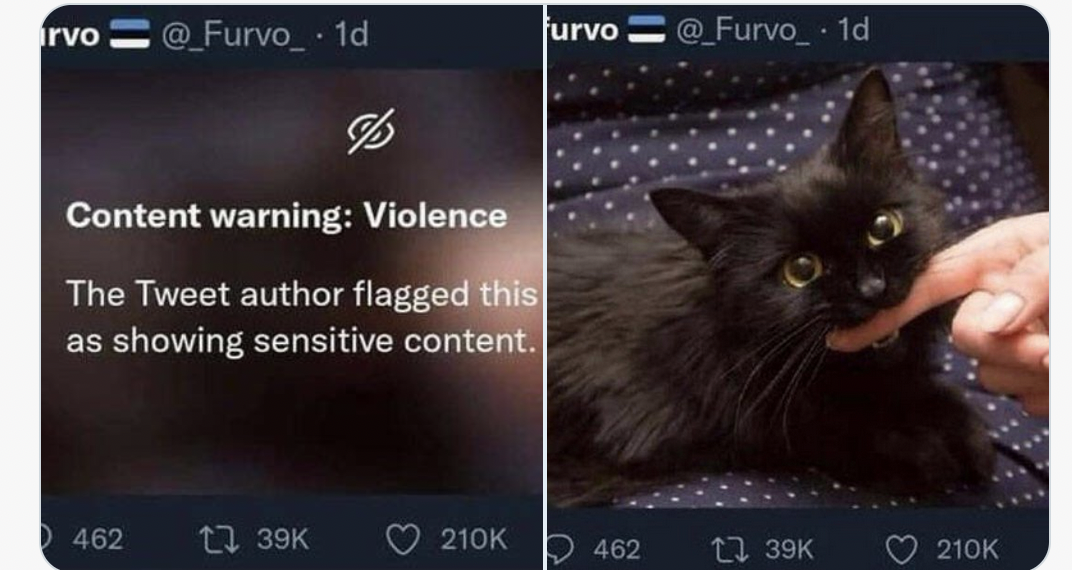 urvo @_Furvo_ · 1d
Content warning: Violence
The Tweet author flagged this
as showing sensitive content.
462 39K 210K
furvo @_Furvo_ · 1d
462 39K 210K